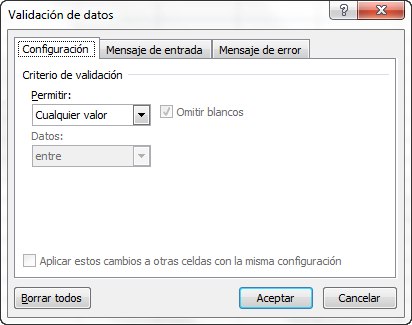 Validación de datos
Configuración Mensaje de entrada Mensaje de error
Criterio de validación
Permitir:
Cualquier valor Omitir blancos
Datos:
entre
Aplicar estos cambios a otras celdas con la misma configuración
Borrar todos Aceptar Cancelar